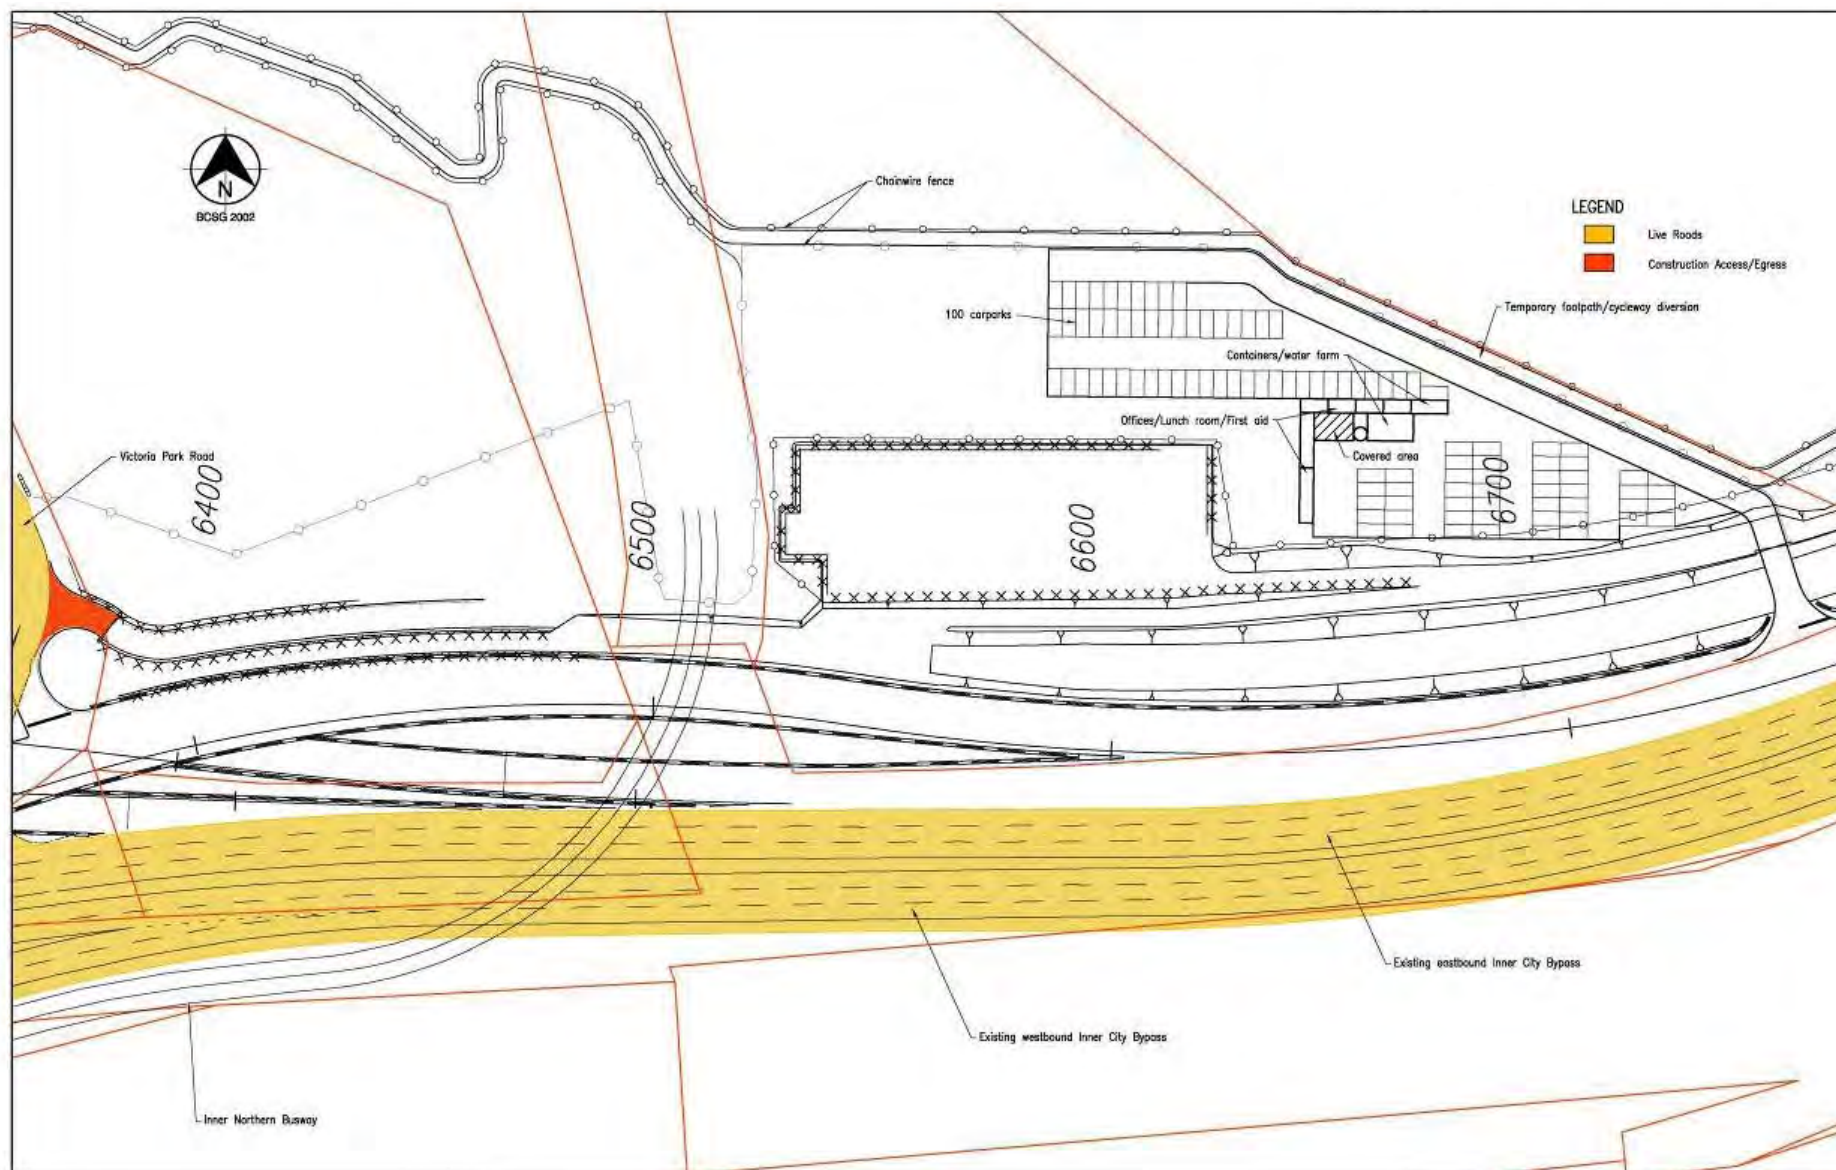 N
BCSG 2002
Chainwire fence
LEGEND
Live Roads
Construction Access/Egress
Temporary footpath/cycleway diversion
100 carparks
Containers/water farm
Offices/Lunch room/First aid
Covered area
Victoria Park Road
6400
6500
6600
6700
Existing eastbound Inner City Bypass
Existing westbound Inner City Bypass
Inner Northern Busway